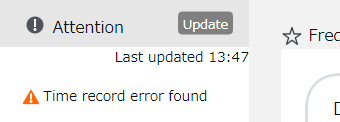 Attention
Update
Last updated 13:47
Time record error found